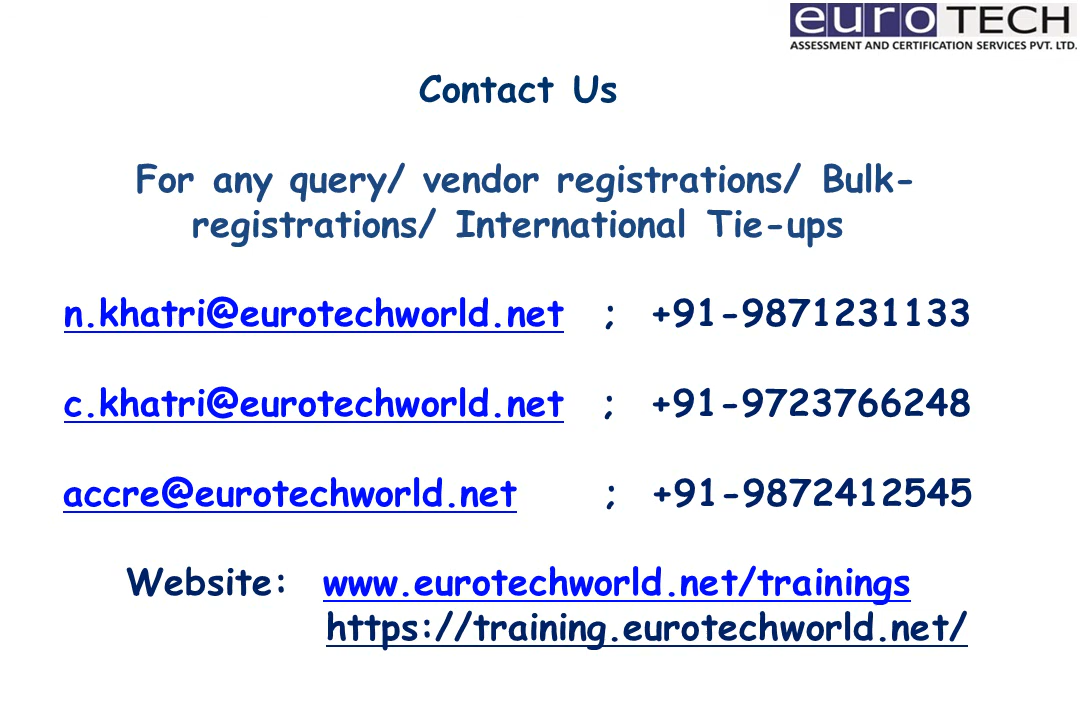 euro TECH
ASSESSMENT AND CERTIFICATION SERVICES PVT. LTD.
Contact Us
For any query/ vendor registrations/ Bulk-
registrations/ International Tie-ups
n.khatri@eurotechworld.net ; +91-9871231133
c.khatri@eurotechworld.net ; +91-9723766248
accre@eurotechworld.net ; +91-9872412545
Website: www.eurotechworld.net/trainings
https://training.eurotechworld.net/